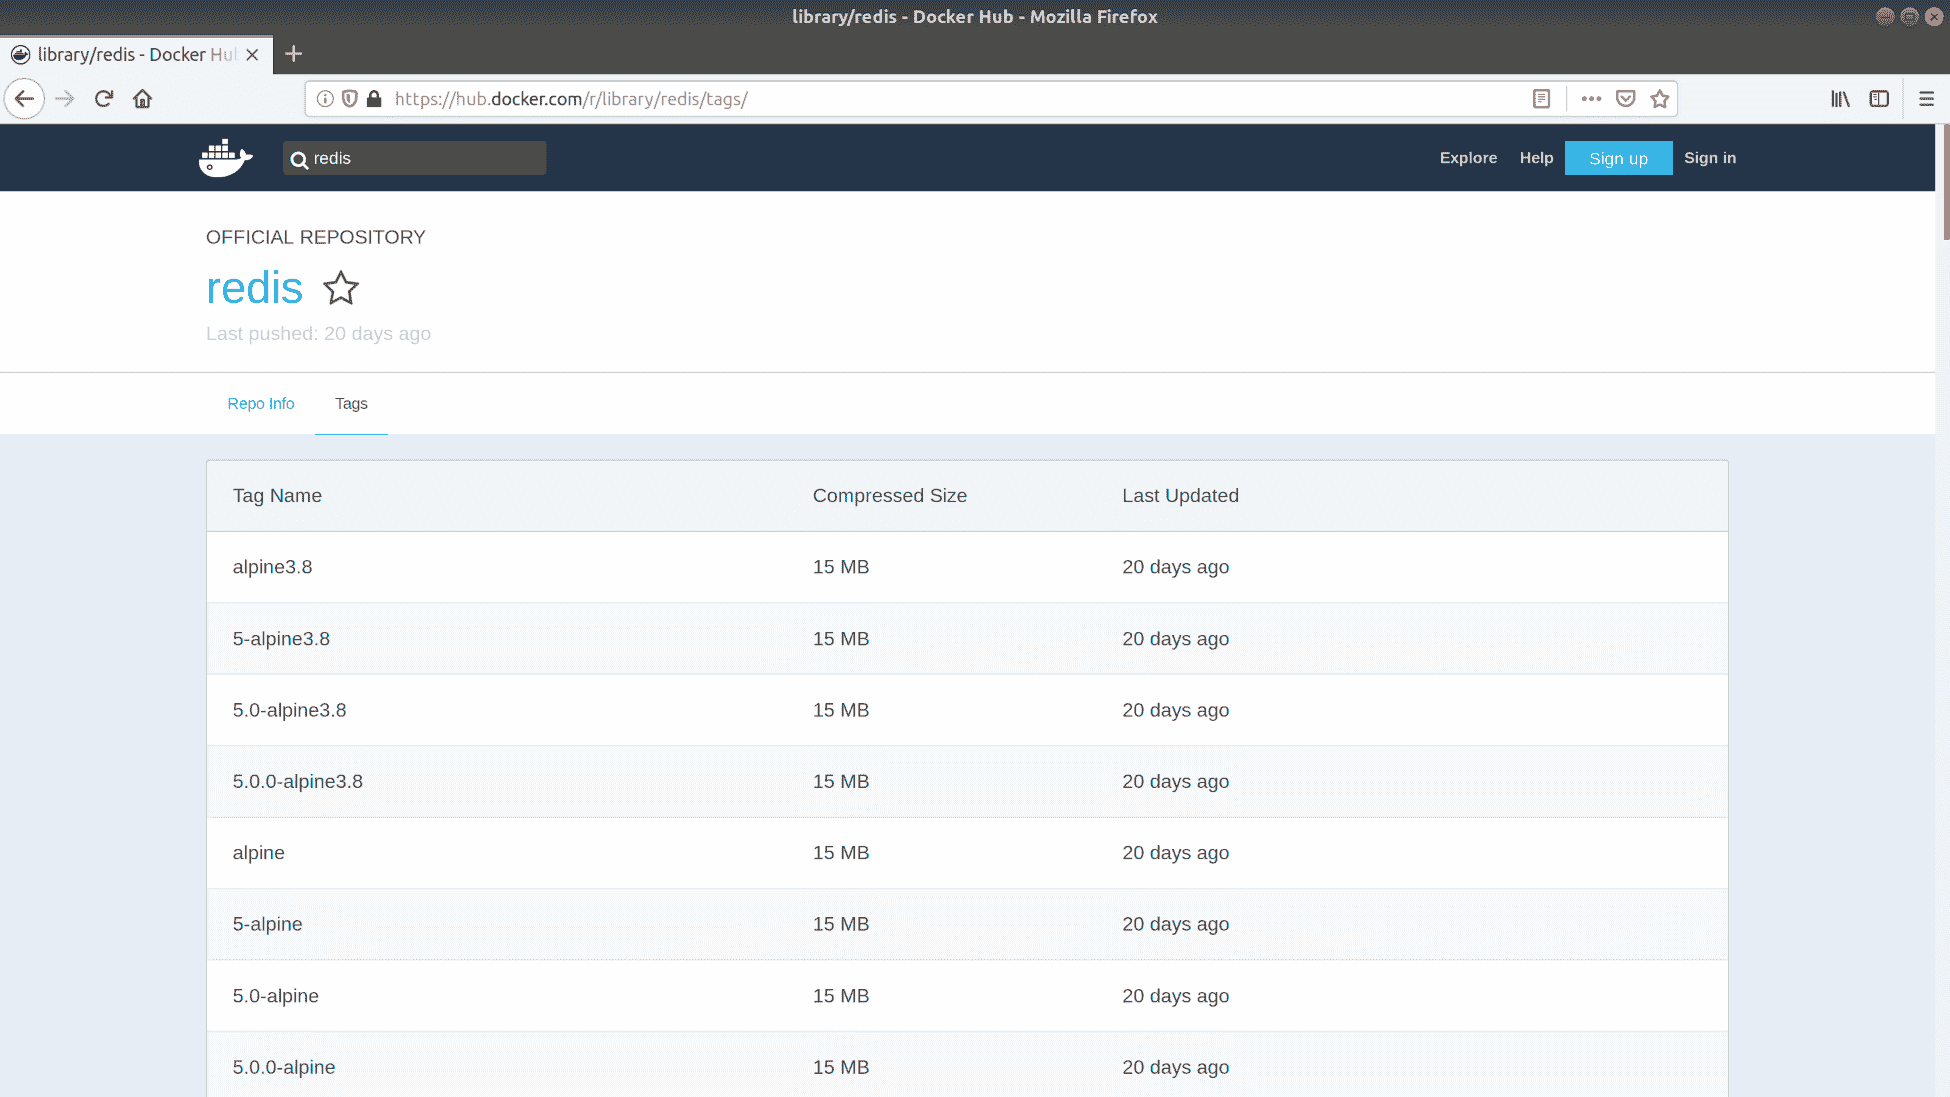 library/redis - Docker Hub - Mozilla Firefox
library/redis - Docker Hu
https://hub.docker.com/r/library/redis/tags/
redis
Explore Help Sign up Sign in
OFFICIAL REPOSITORY
redis
Last pushed: 20 days ago
Repo Info Tags
Tag Name Compressed Size Last Updated
alpine3.8 15 MB 20 days ago
5-alpine3.8 15 MB 20 days ago
5.0-alpine3.8 15 MB 20 days ago
5.0.0-alpine3.8 15 MB 20 days ago
alpine 15 MB 20 days ago
5-alpine 15 MB 20 days ago
5.0-alpine 15 MB 20 days ago
5.0.0-alpine 15 MB 20 days ago